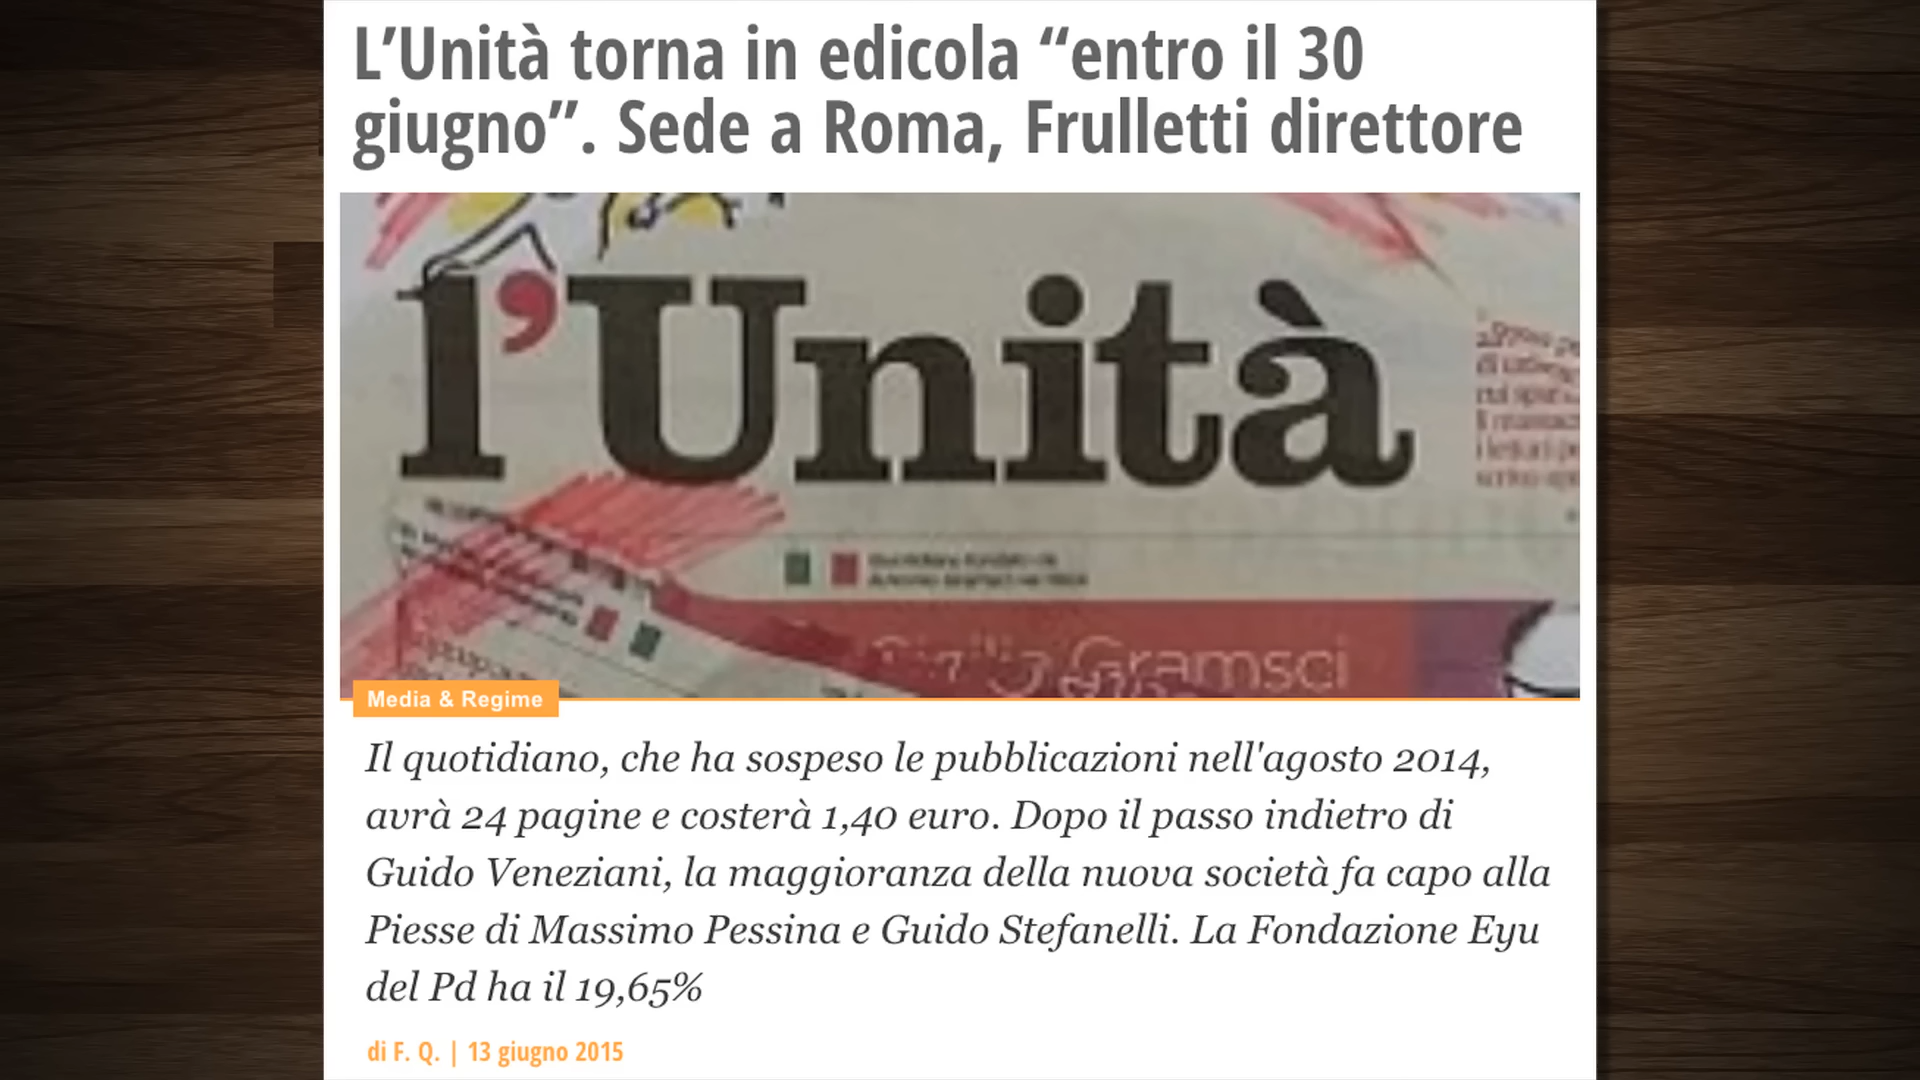 L’Unità torna in edicola “entro il 30
giugno”. Sede a Roma, Frulletti direttore
l’Unità
Gramsci
Media & Regime
Il quotidiano, che ha sospeso le pubblicazioni nell'agosto 2014,
avrà 24 pagine e costerà 1,40 euro. Dopo il passo indietro di
Guido Veneziani, la maggioranza della nuova società fa capo alla
Piesse di Massimo Pessina e Guido Stefanelli. La Fondazione Eyu
del Pd ha il 19,65%
di F. Q. | 13 giugno 2015